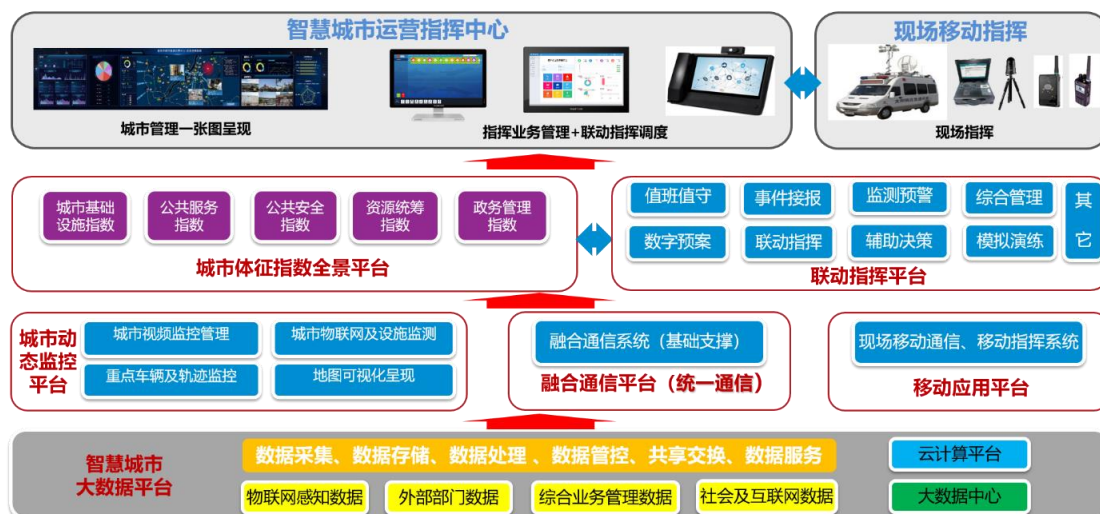 智慧城市运营指挥中心
城市管理一张图呈现
指挥业务管理+联动指挥调度
现场移动指挥
现场指挥
城市基础
设施指数
公共服务
指数
公共安全
指数
资源统筹
指数
政务管理
指数
城市体征指数全景平台
值班值守
事件接报
监测预警
综合管理
数字预案
联动指挥
辅助决策
模拟演练
其
它
联动指挥平台
城市动
态监控
平台
城市视频监控管理
城市物联网及设施监测
重点车辆及轨迹监控
地图可视化呈现
融合通信系统（基础支撑）
融合通信平台（统一通信）
现场移动通信、移动指挥系统
移动应用平台
智慧城市
大数据平台
数据采集、数据存储、数据处理 、数据管控、共享交换、数据服务
物联网感知数据
外部部门数据
综合业务管理数据
社会及互联网数据
云计算平台
大数据中心